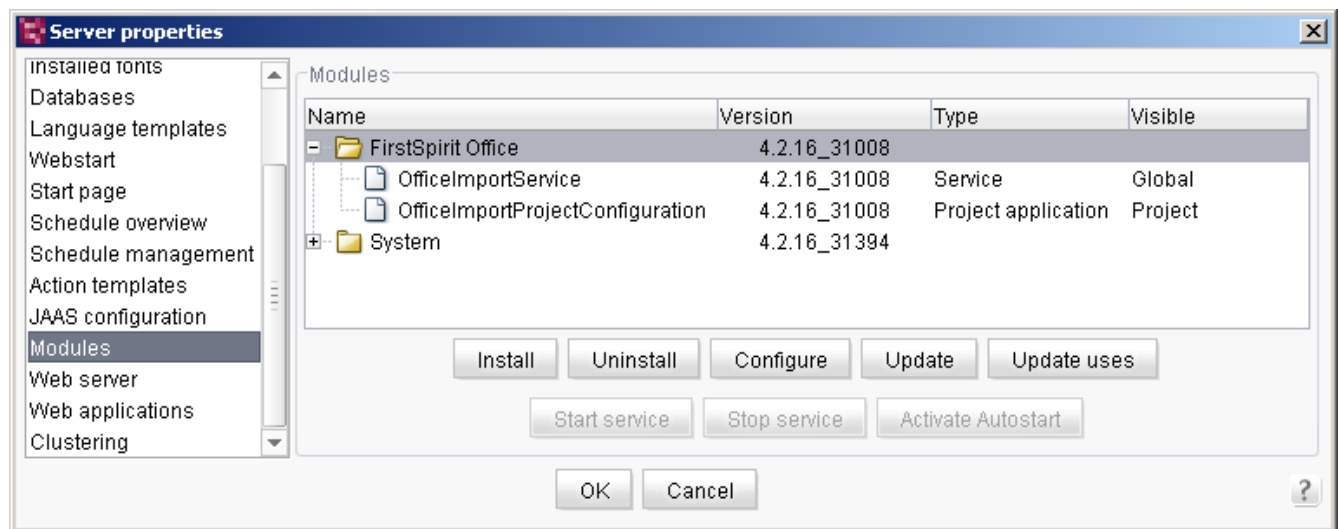 Server properties
Installed fonts
Databases
Language templates
Webstart
Start page
Schedule overview
Schedule management
Action templates
JAAS configuration
Modules
Web server
Web applications
Clustering
Modules
Name Version Type Visible
FirstSpirit Office 4.2.16_31008
OfficeImportService 4.2.16_31008 Service Global
OfficeImportProjectConfiguration 4.2.16_31008 Project application Project
System 4.2.16_31394
Install Uninstall Configure Update Update uses
Start service Stop service Activate Autostart
OK Cancel ?